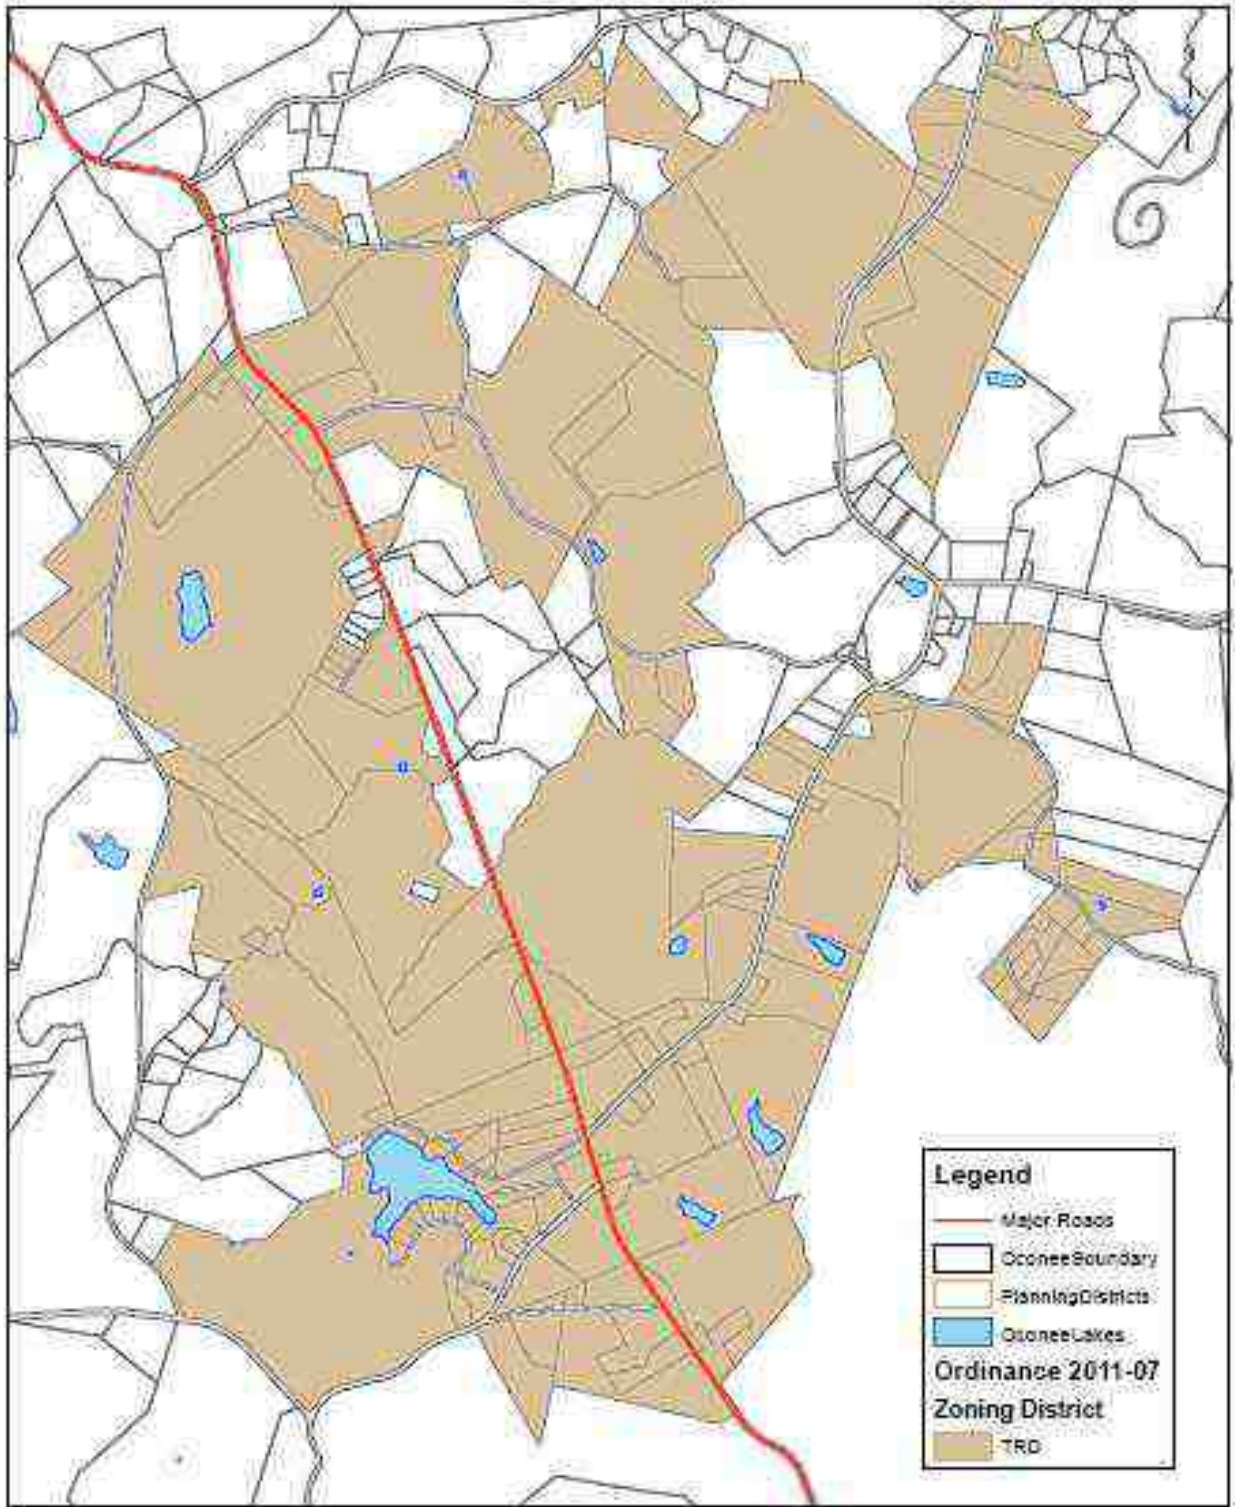 Legend
Major Roads
OconeeBoundary
PlanningDistricts
OconeeLakes
Ordinance 2011-07
Zoning District
TRD